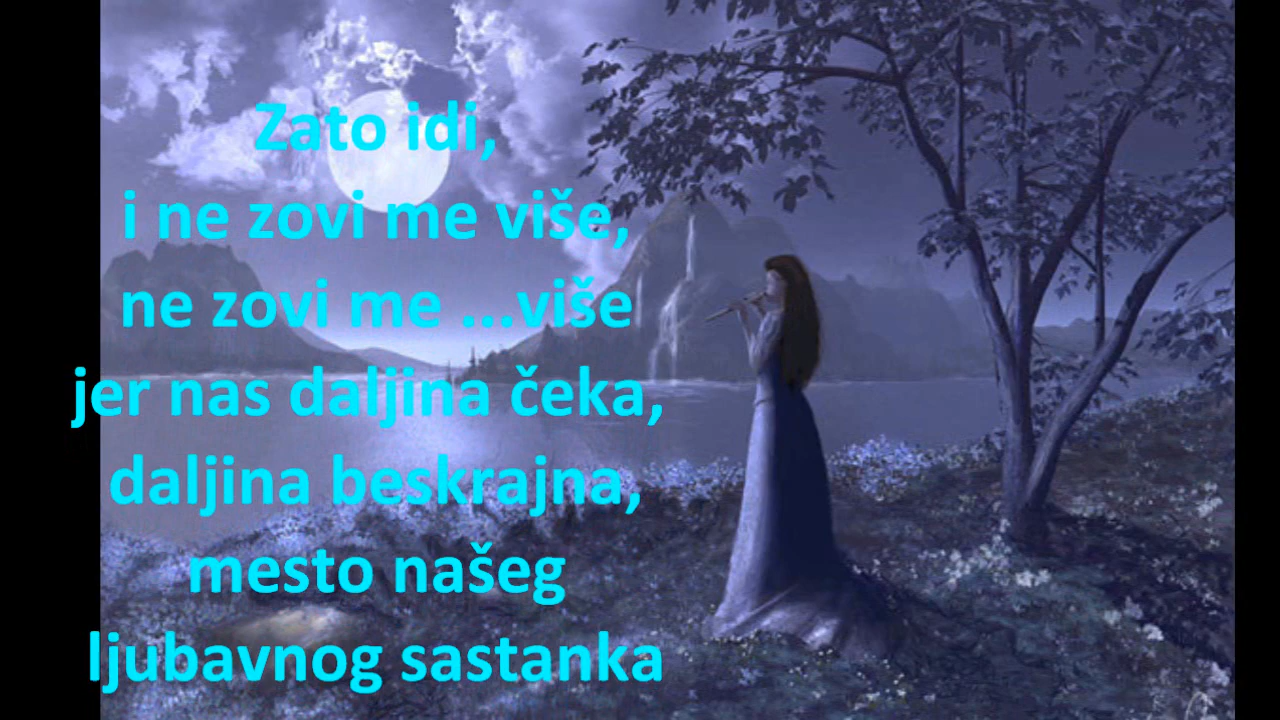 Zato idi,
i ne zovi me više,
ne zovi me ...više
jer nas daljina čeka,
daljina beskrajna,
mesto našeg
ljubavnog sastanka